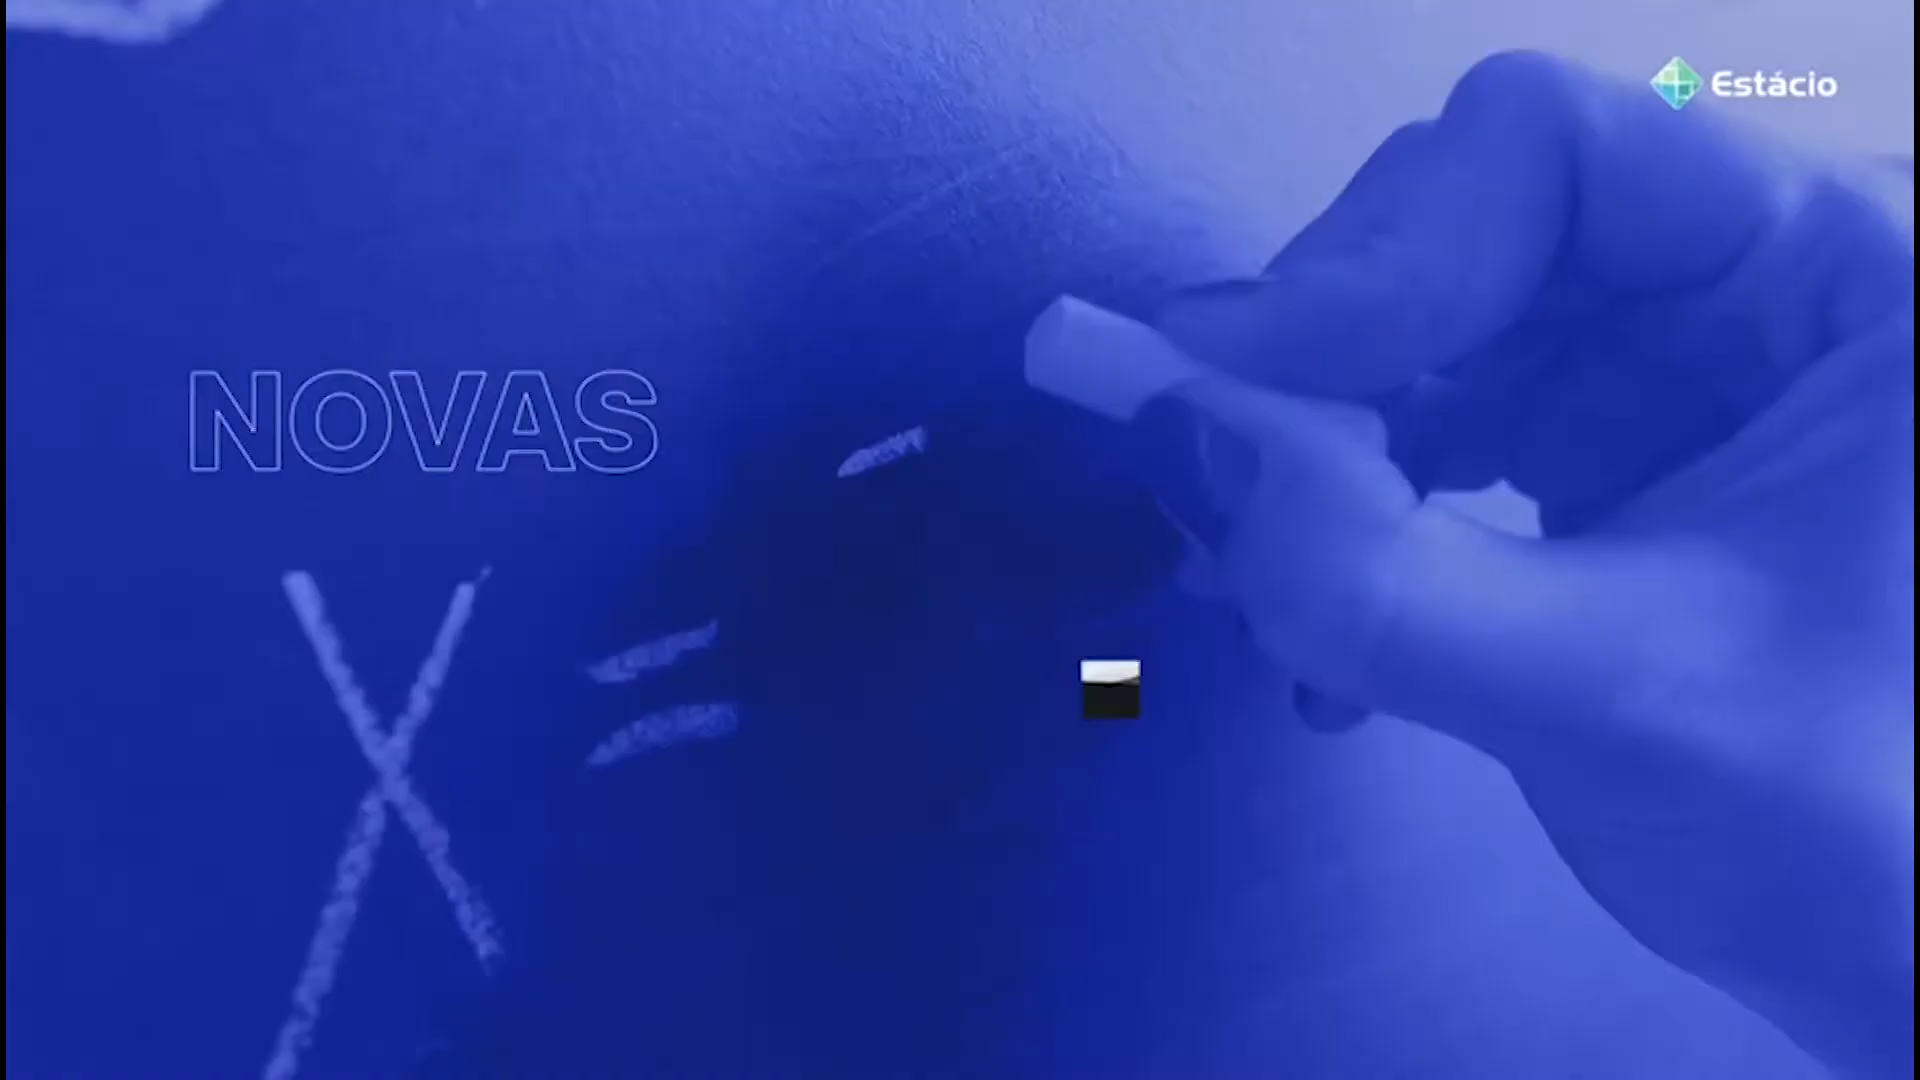 Estácio
NOVAS
X = -